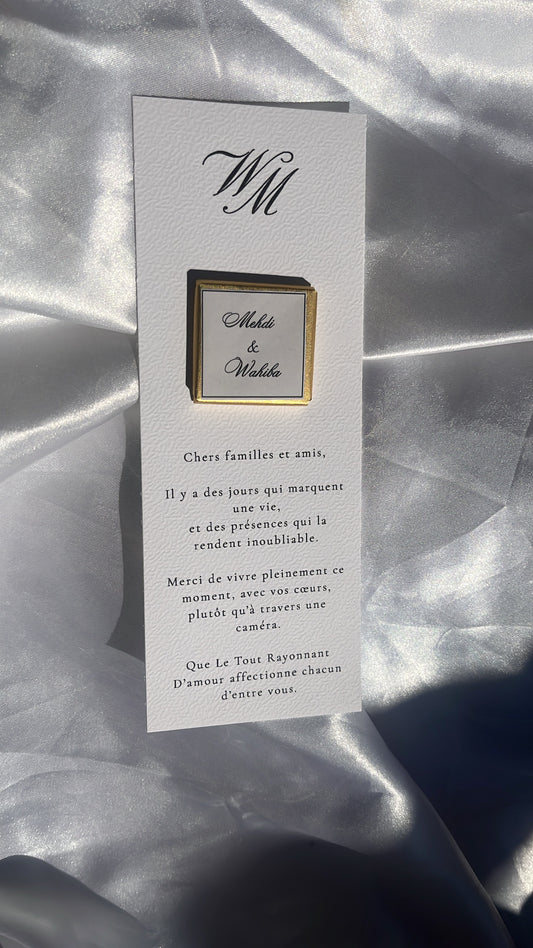 WM
Mehdi
&
Wahiba
Chers familles et amis,
Il y a des jours qui marquent
une vie,
et des présences qui la
rendent inoubliable.
Merci de vivre pleinement ce
moment, avec vos cœurs,
plutôt qu'à travers une
caméra.
Que Le Tout Rayonnant
D'amour affectionne chacun
d'entre vous.